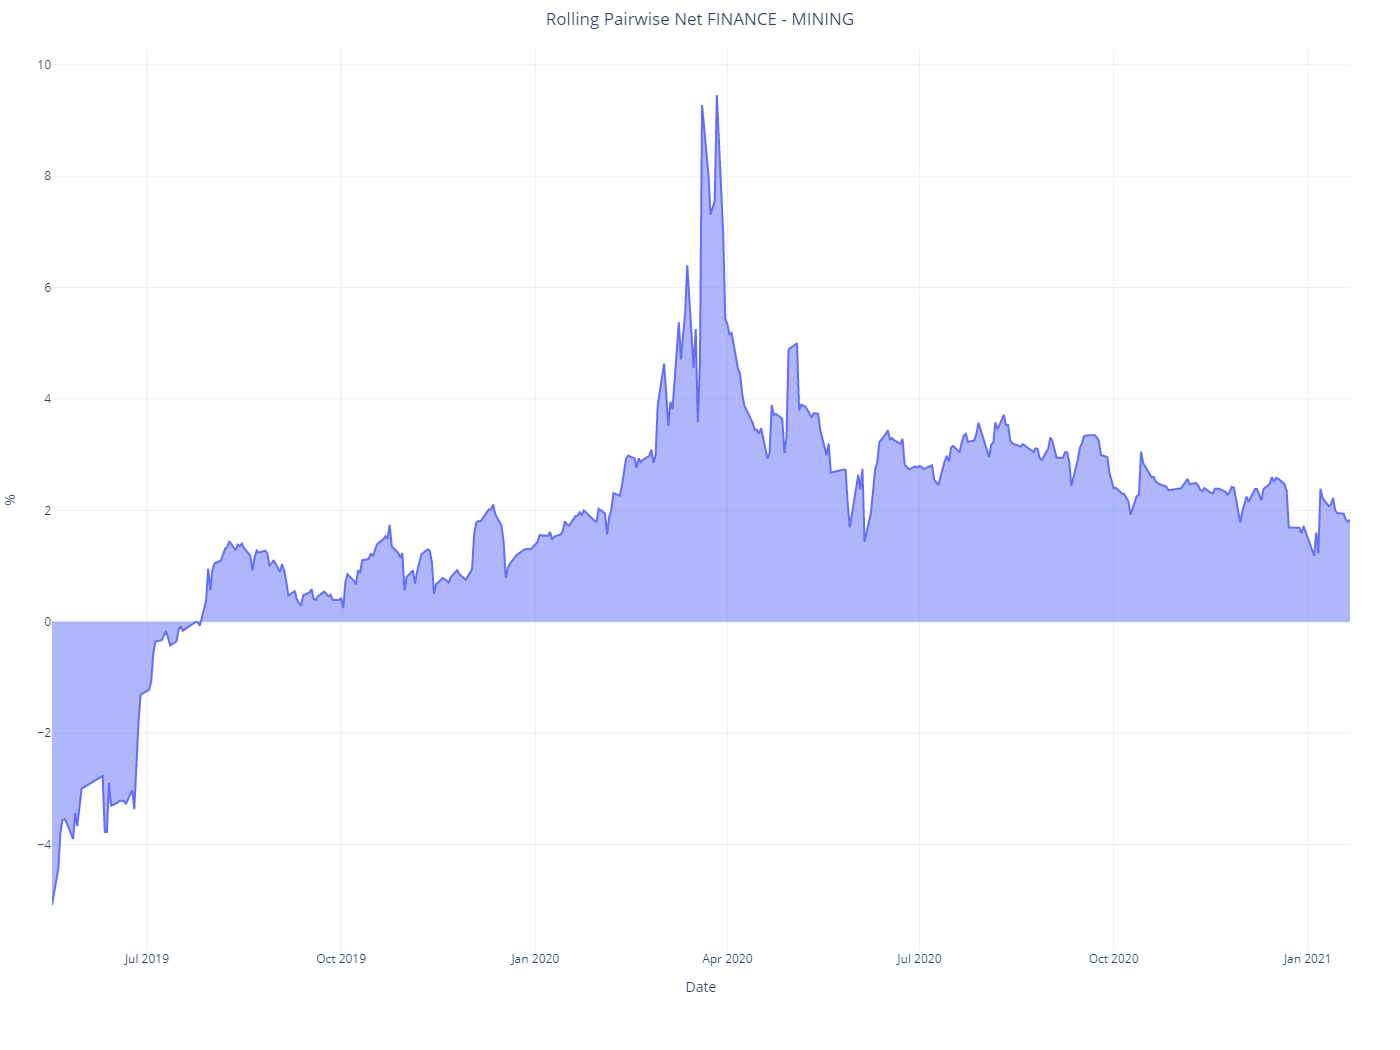 Rolling Pairwise Net FINANCE - MINING
10
8
6
4
2
0
−2
−4
%
Jul 2019
Oct 2019
Jan 2020
Apr 2020
Jul 2020
Oct 2020
Jan 2021
Date